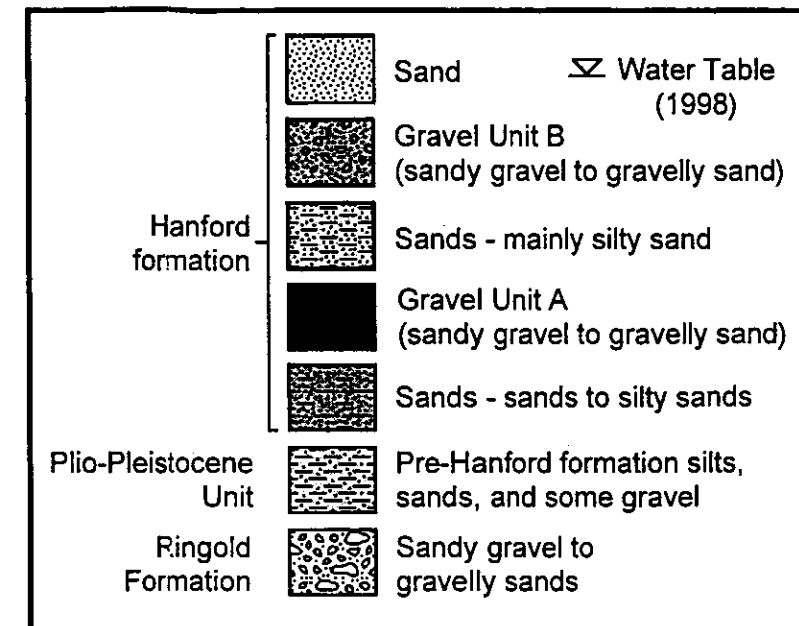 Sand
Water Table
(1998)
Gravel Unit B
(sandy gravel to gravelly sand)
Hanford
formation
Sands - mainly silty sand
Gravel Unit A
(sandy gravel to gravelly sand)
Sands - sands to silty sands
Plio-Pleistocene
Unit
Pre-Hanford formation silts,
sands, and some gravel
Ringold
Formation
Sandy gravel to
gravelly sands